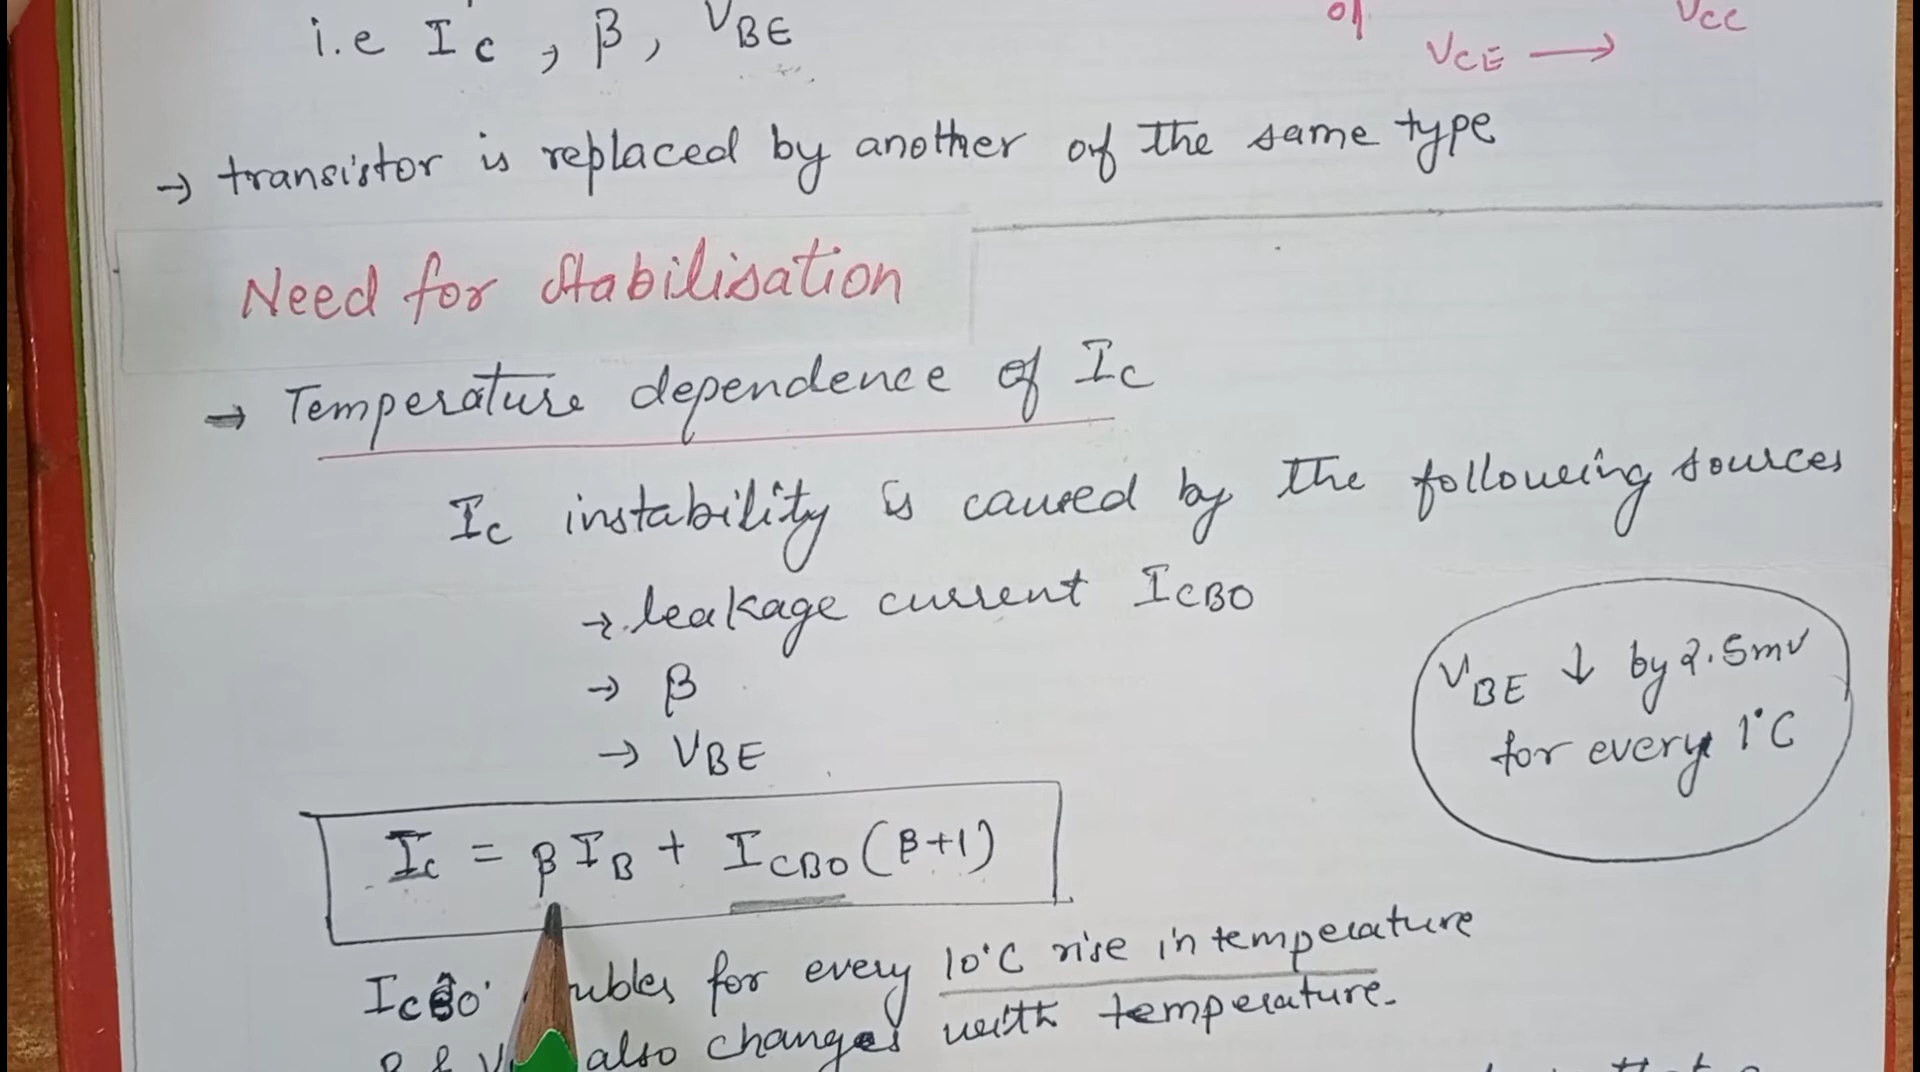 i.e Ic , β, VBE
VCE → VCC
→ transistor is replaced by another of the same type
Need for Stabilisation
→ Temperature dependence of Ic
Ic instability is caused by the following sources
→ leakage current ICBO
→ β
→ VBE
VBE ↓ by 2.5mV
for every 1°C
Ic = βIB + ICBO (β+1)
for every 10°C rise in temperature
also changes with temperature.